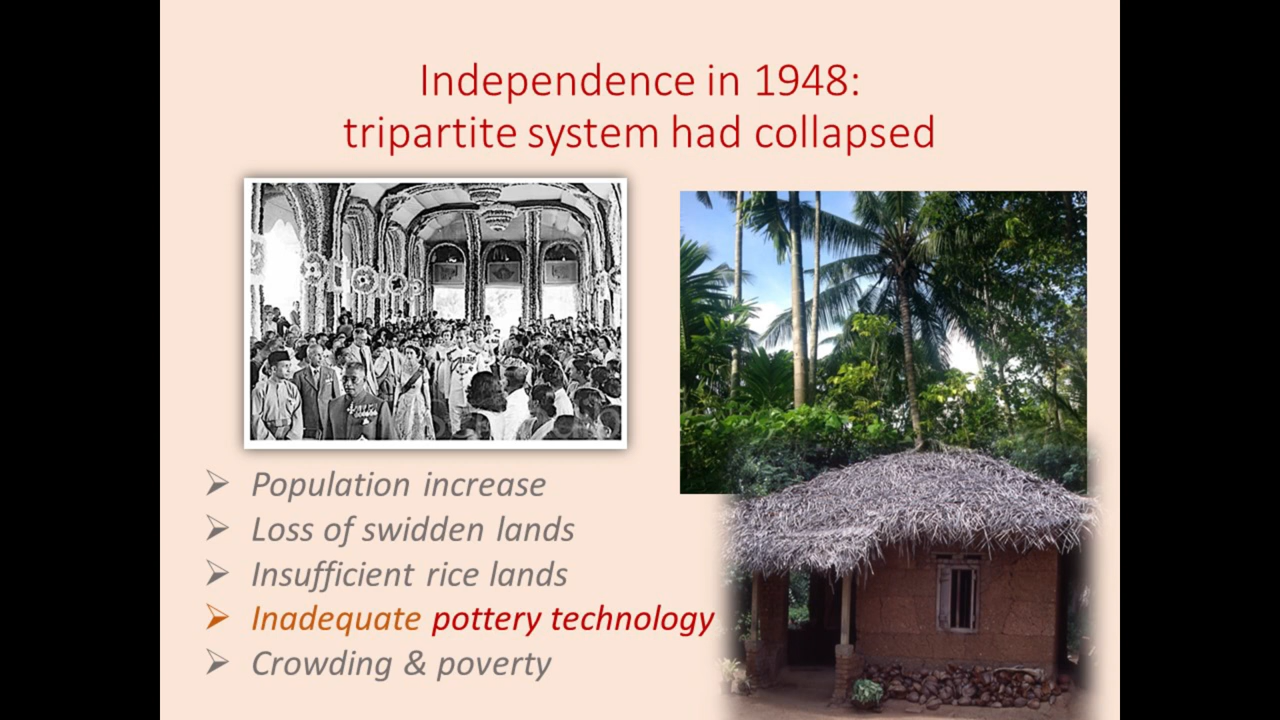 Independence in 1948:
tripartite system had collapsed
Population increase
Loss of swidden lands
Insufficient rice lands
Inadequate pottery technology
Crowding & poverty